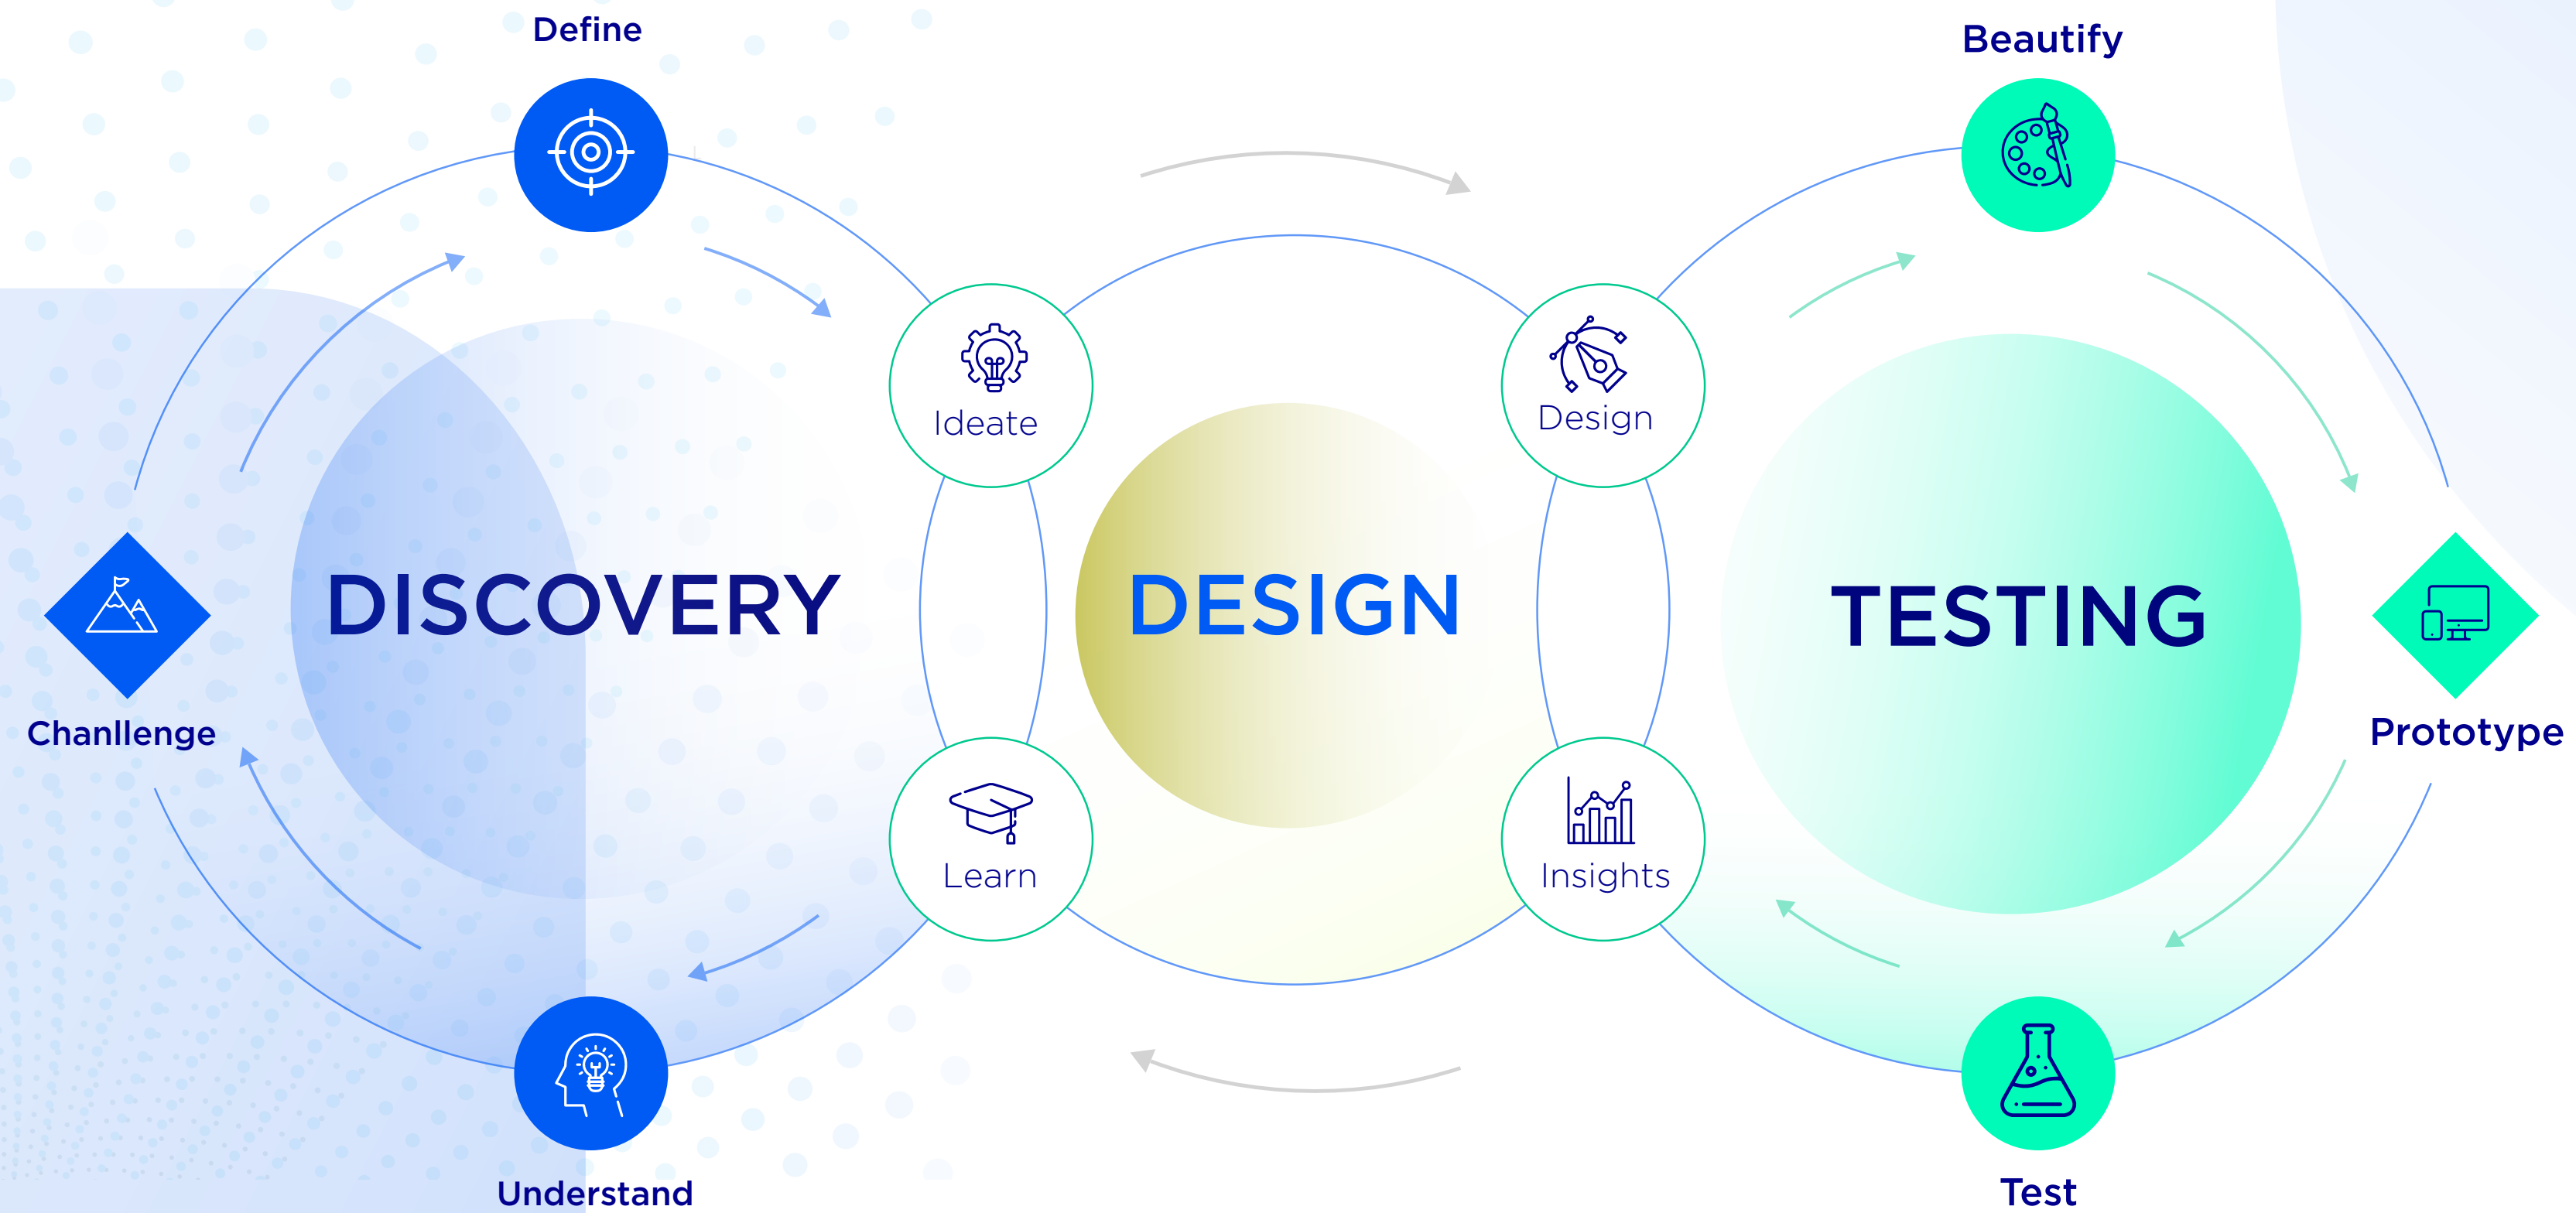 Define
Beautify
Ideate
Design
DISCOVERY
DESIGN
TESTING
Chanllenge
Prototype
Learn
Insights
Understand
Test